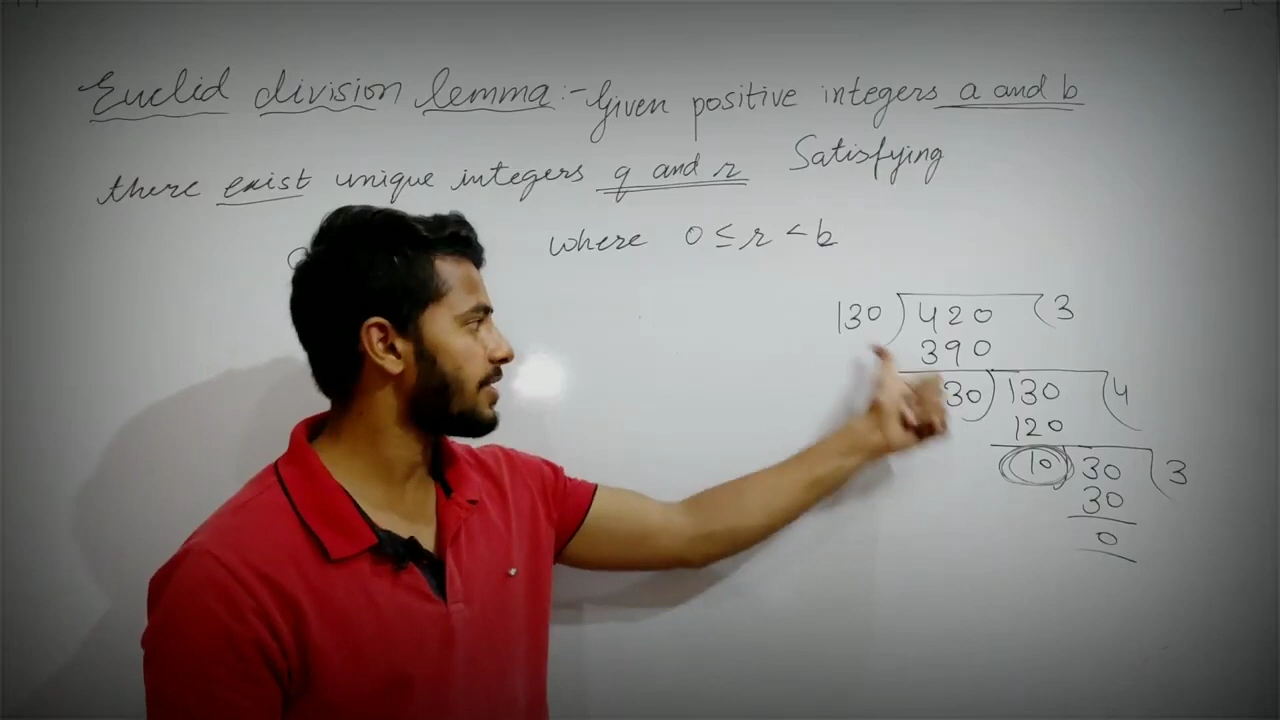 Euclid division lemma:- Given positive integers a and b
there exist unique integers q and r Satisfying
where 0 ≤ r < b
130 ) 420 ( 3
390
30 ) 130 ( 4
120
10 ) 30 ( 3
30
0